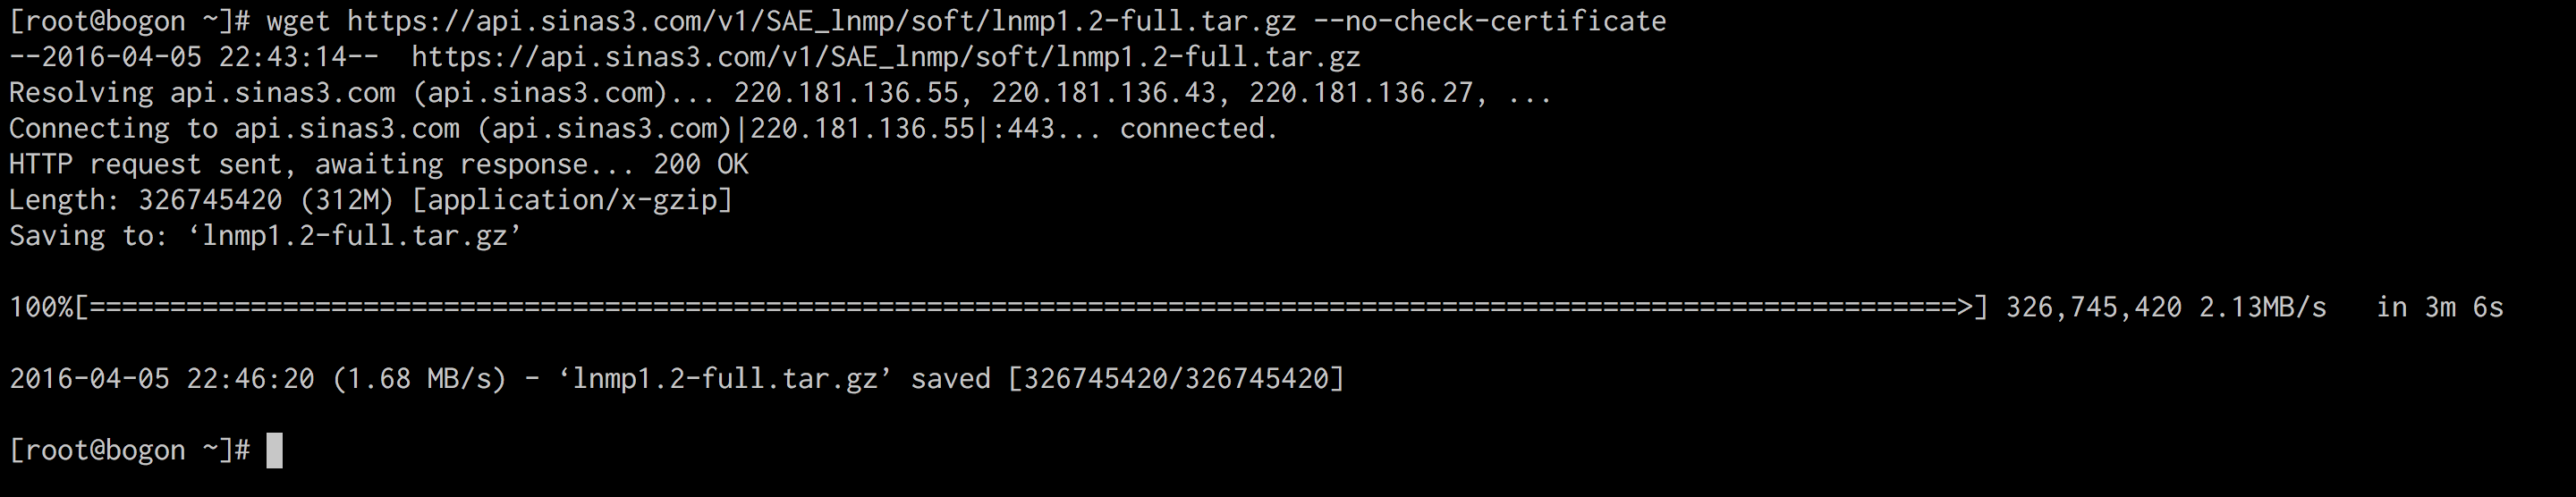 [root@bogon ~]# wget https://api.sinas3.com/v1/SAE_lnmp/soft/lnmp1.2-full.tar.gz --no-check-certificate
--2016-04-05 22:43:14--  https://api.sinas3.com/v1/SAE_lnmp/soft/lnmp1.2-full.tar.gz
Resolving api.sinas3.com (api.sinas3.com)... 220.181.136.55, 220.181.136.43, 220.181.136.27, ...
Connecting to api.sinas3.com (api.sinas3.com)|220.181.136.55|:443... connected.
HTTP request sent, awaiting response... 200 OK
Length: 326745420 (312M) [application/x-gzip]
Saving to: ‘lnmp1.2-full.tar.gz’
100%[====================================================================================================================>] 326,745,420 2.13MB/s   in 3m 6s
2016-04-05 22:46:20 (1.68 MB/s) - ‘lnmp1.2-full.tar.gz’ saved [326745420/326745420]
[root@bogon ~]#